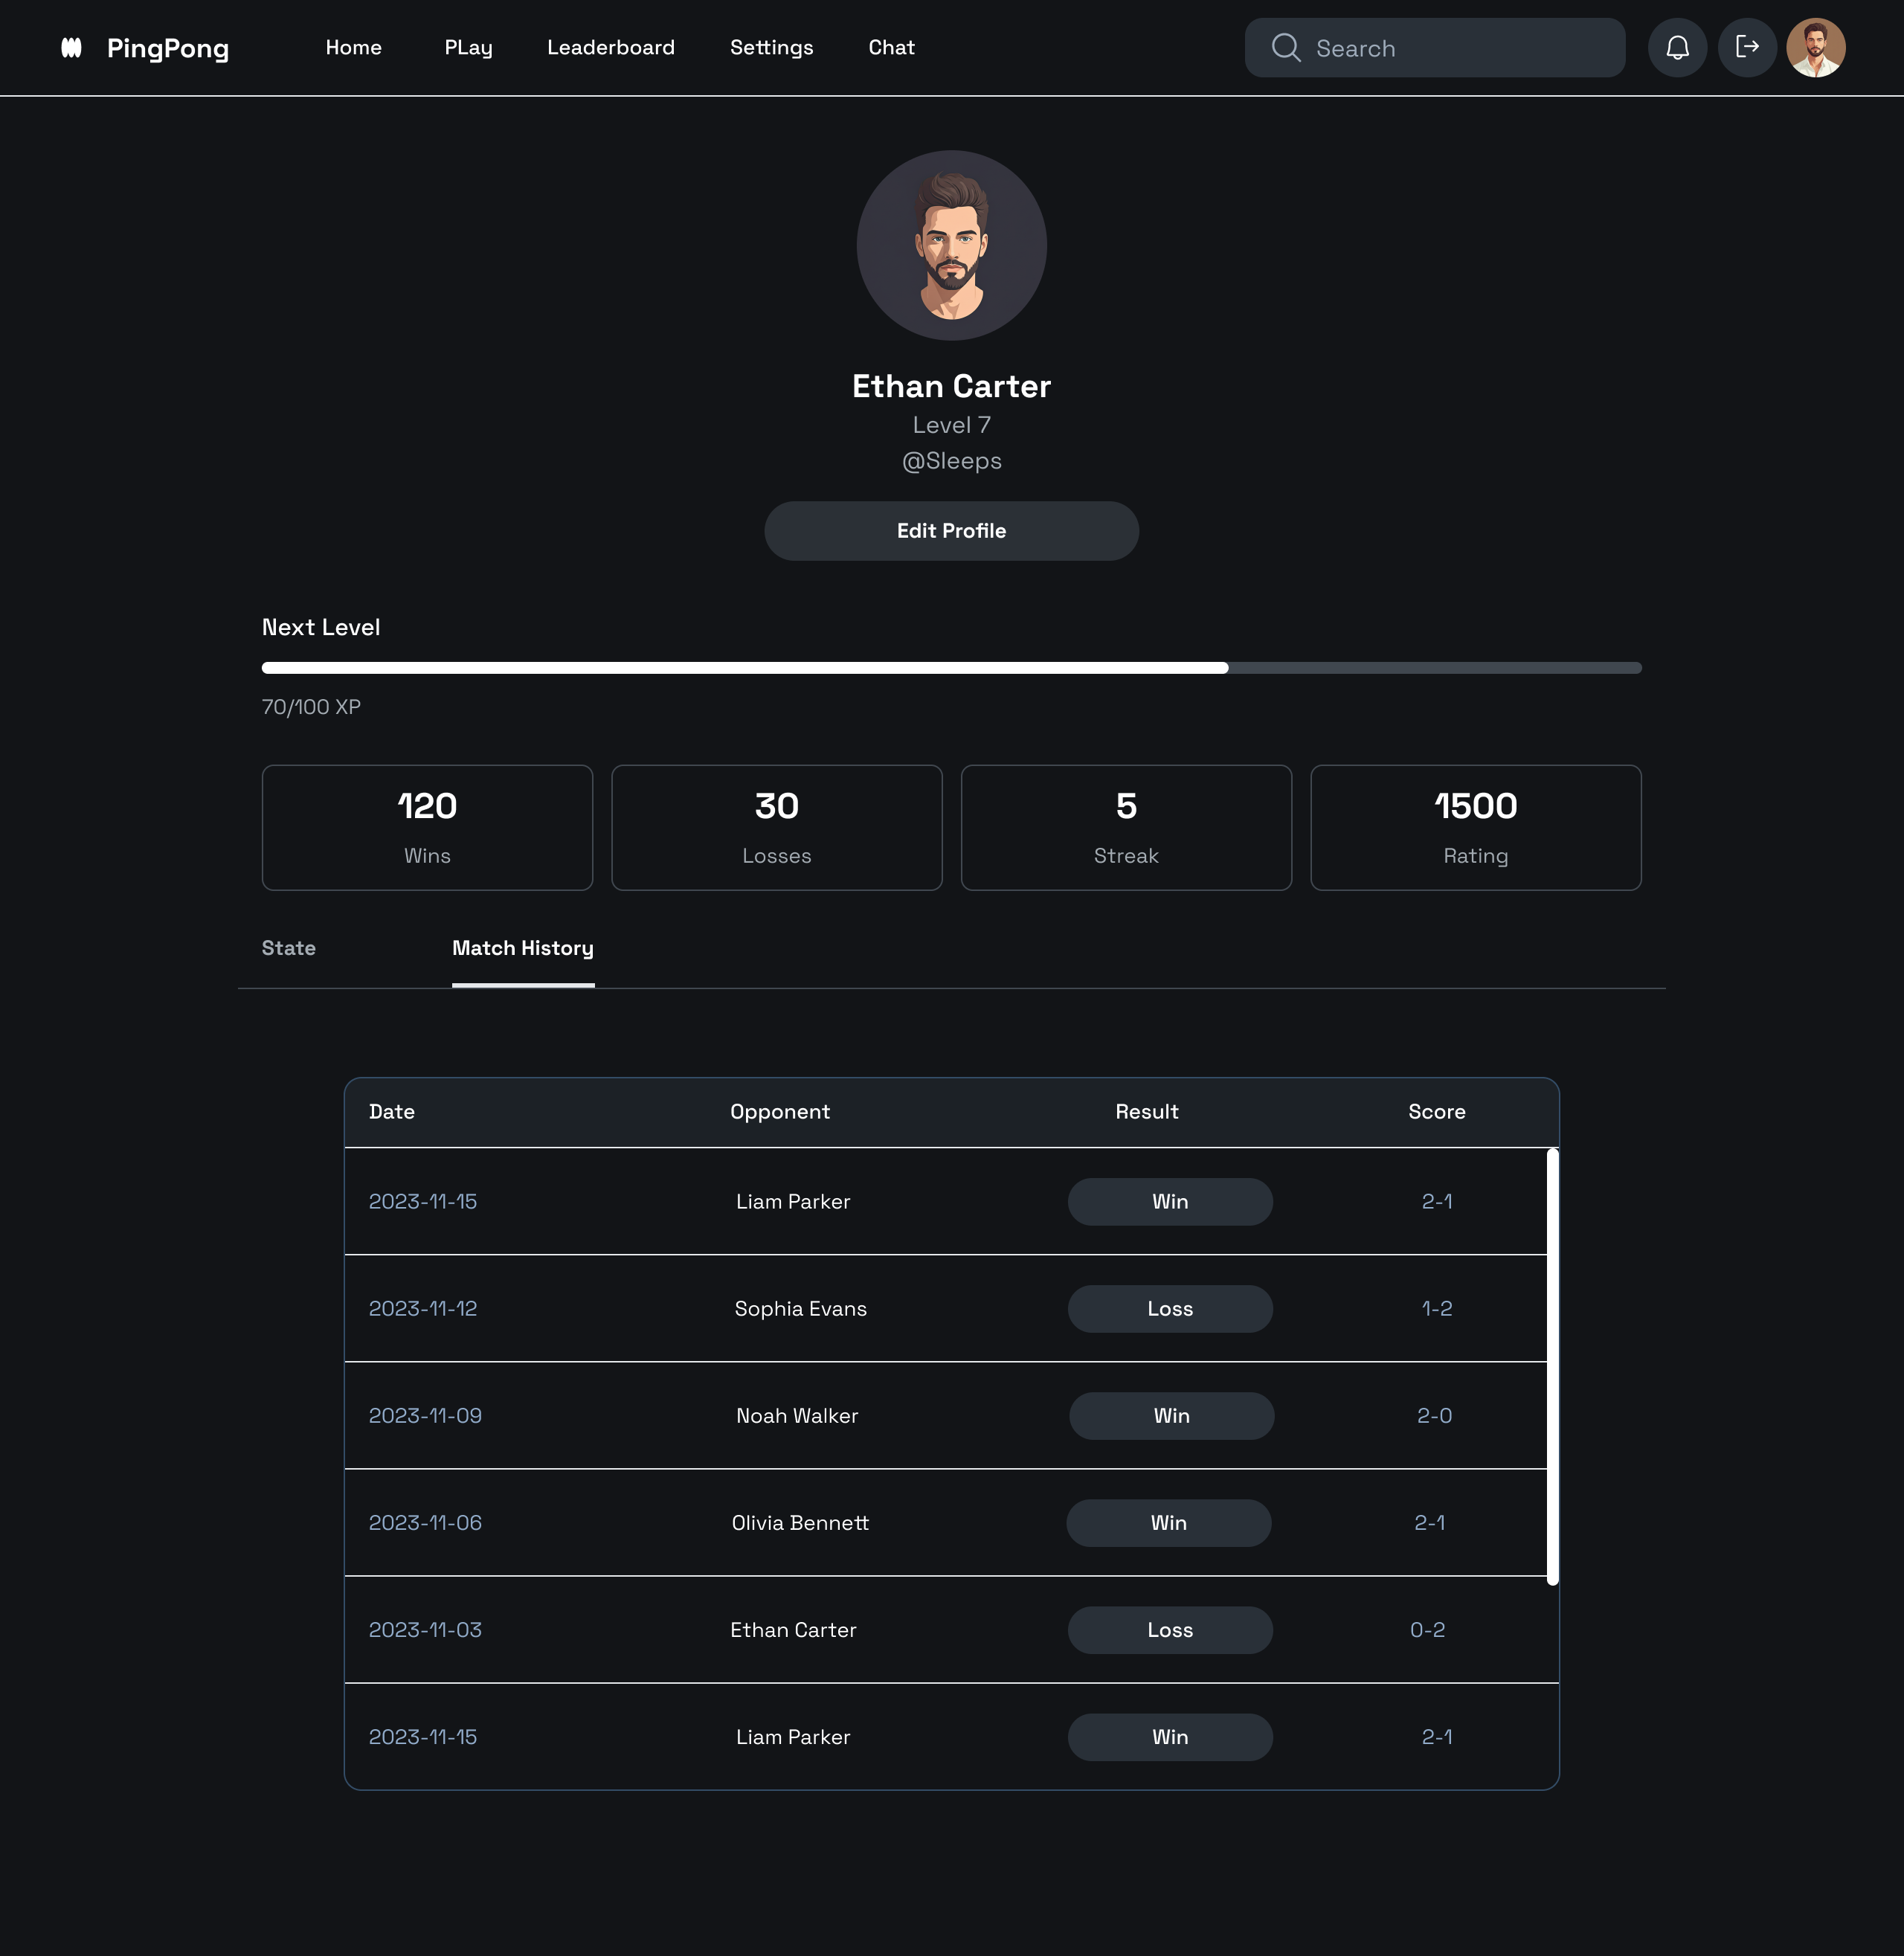 PingPong Home PLay Leaderboard Settings Chat Search
Ethan Carter
Level 7
@Sleeps
Edit Profile
Next Level
70/100 XP
120 30 5 1500
Wins Losses Streak Rating
State Match History
Date Opponent Result Score
2023-11-15 Liam Parker Win 2-1
2023-11-12 Sophia Evans Loss 1-2
2023-11-09 Noah Walker Win 2-0
2023-11-06 Olivia Bennett Win 2-1
2023-11-03 Ethan Carter Loss 0-2
2023-11-15 Liam Parker Win 2-1